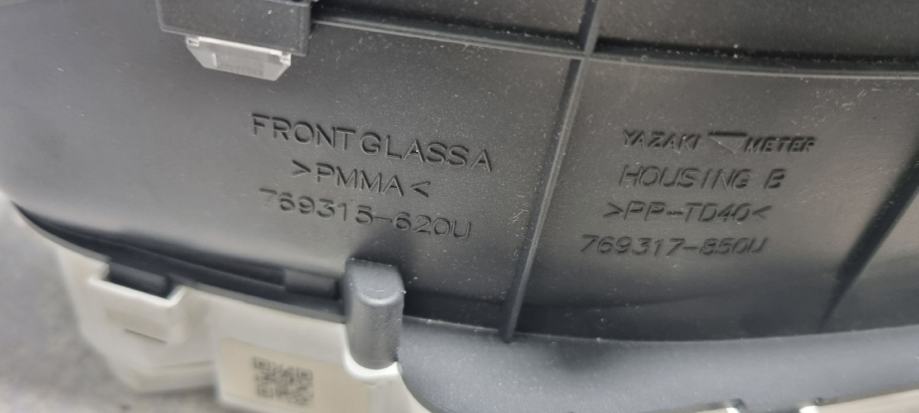 FRONT GLASS A
>PMMA<
769315-620U
YAZAKI METER
HOUSING B
>PP-TD40<
769317-850U